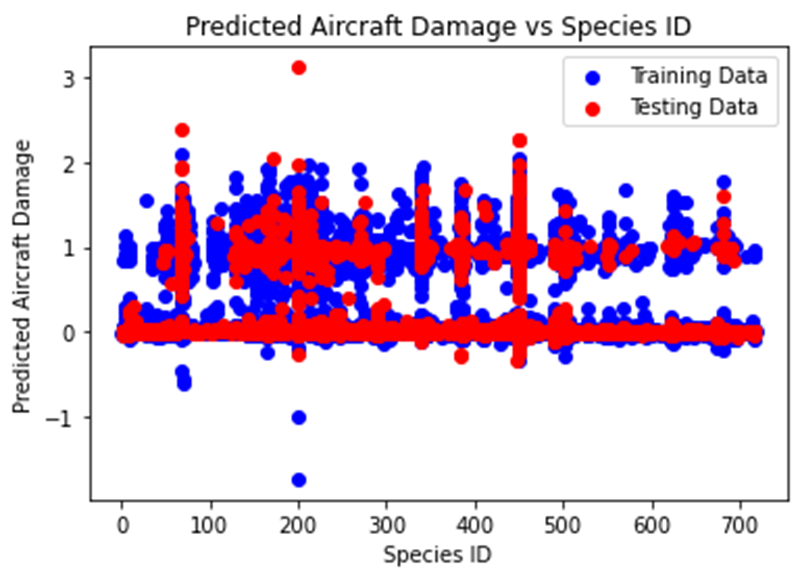 Predicted Aircraft Damage vs Species ID
Training Data
Testing Data
Predicted Aircraft Damage
3
2
1
0
−1
0 100 200 300 400 500 600 700
Species ID